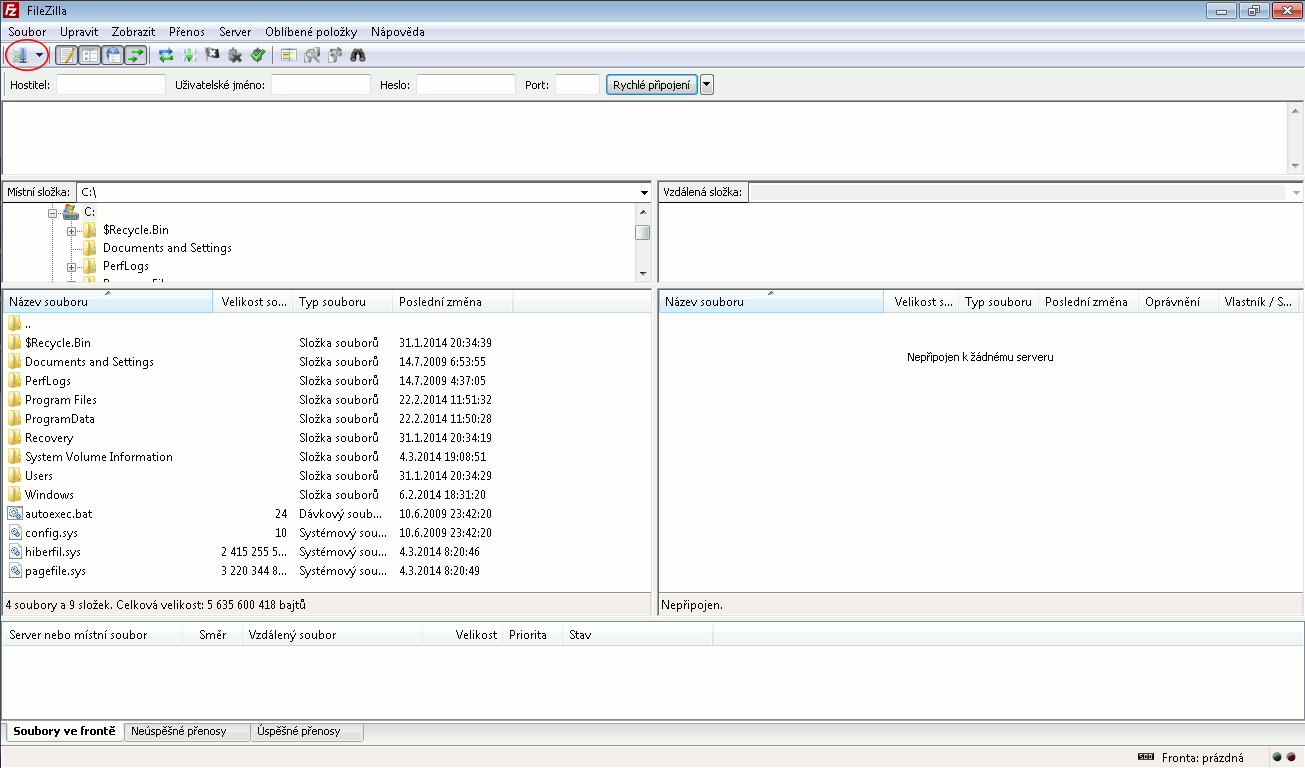 FileZilla
Soubor Upravit Zobrazit Přenos Server Oblíbené položky Nápověda
Hostitel: Uživatelské jméno: Heslo: Port: Rychlé připojení
Místní složka: C:\
Vzdálená složka:
C:
$Recycle.Bin
Documents and Settings
PerfLogs
Název souboru Velikost so... Typ souboru Poslední změna
..
$Recycle.Bin Složka souborů 31.1.2014 20:34:39
Documents and Settings Složka souborů 14.7.2009 6:53:55
PerfLogs Složka souborů 14.7.2009 4:37:05
Program Files Složka souborů 22.2.2014 11:51:32
ProgramData Složka souborů 22.2.2014 11:50:28
Recovery Složka souborů 31.1.2014 20:34:19
System Volume Information Složka souborů 4.3.2014 19:08:51
Users Složka souborů 31.1.2014 20:34:29
Windows Složka souborů 6.2.2014 18:31:20
autoexec.bat 24 Dávkový soub... 10.6.2009 23:42:20
config.sys 10 Systémový sou... 10.6.2009 23:42:20
hiberfil.sys 2 415 255 5... Systémový sou... 4.3.2014 8:20:46
pagefile.sys 3 220 344 8... Systémový sou... 4.3.2014 8:20:49
4 soubory a 9 složek. Celková velikost: 5 635 600 418 bajtů
Název souboru Velikost s... Typ souboru Poslední změna Oprávnění Vlastník / S...
Nepřipojen k žádnému serveru
Nepřipojen.
Server nebo místní soubor Směr Vzdálený soubor Velikost Priorita Stav
Soubory ve frontě Neúspěšné přenosy Úspěšné přenosy
Fronta: prázdná